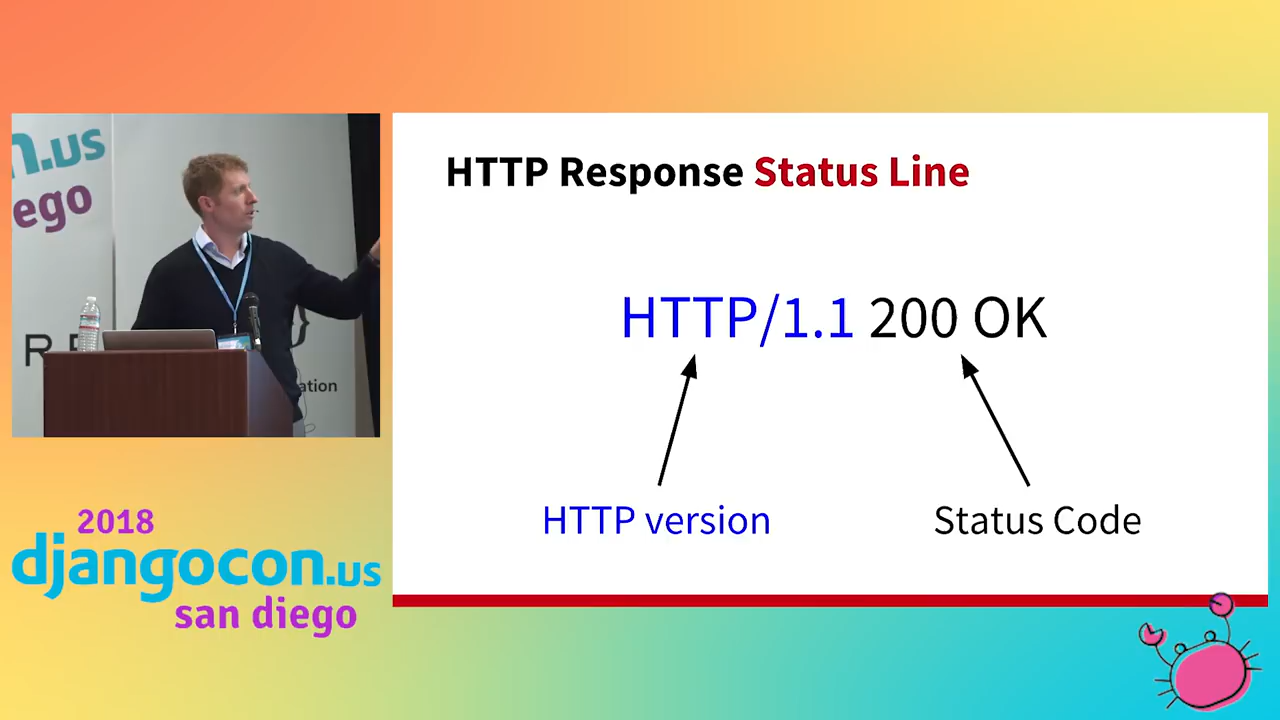 n.us
ego
R
ation
2018
djangocon.us
san diego
HTTP Response Status Line
HTTP/1.1 200 OK
HTTP version
Status Code